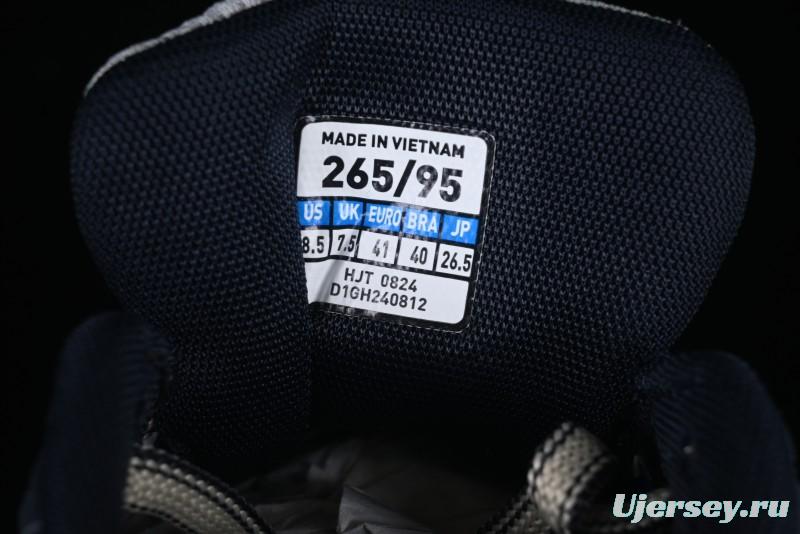 MADE IN VIETNAM
265/95
US UK EURO BRA JP
8.5 7.5 41 40 26.5
HJT 0824
D1GH240812
Ujersey.ru